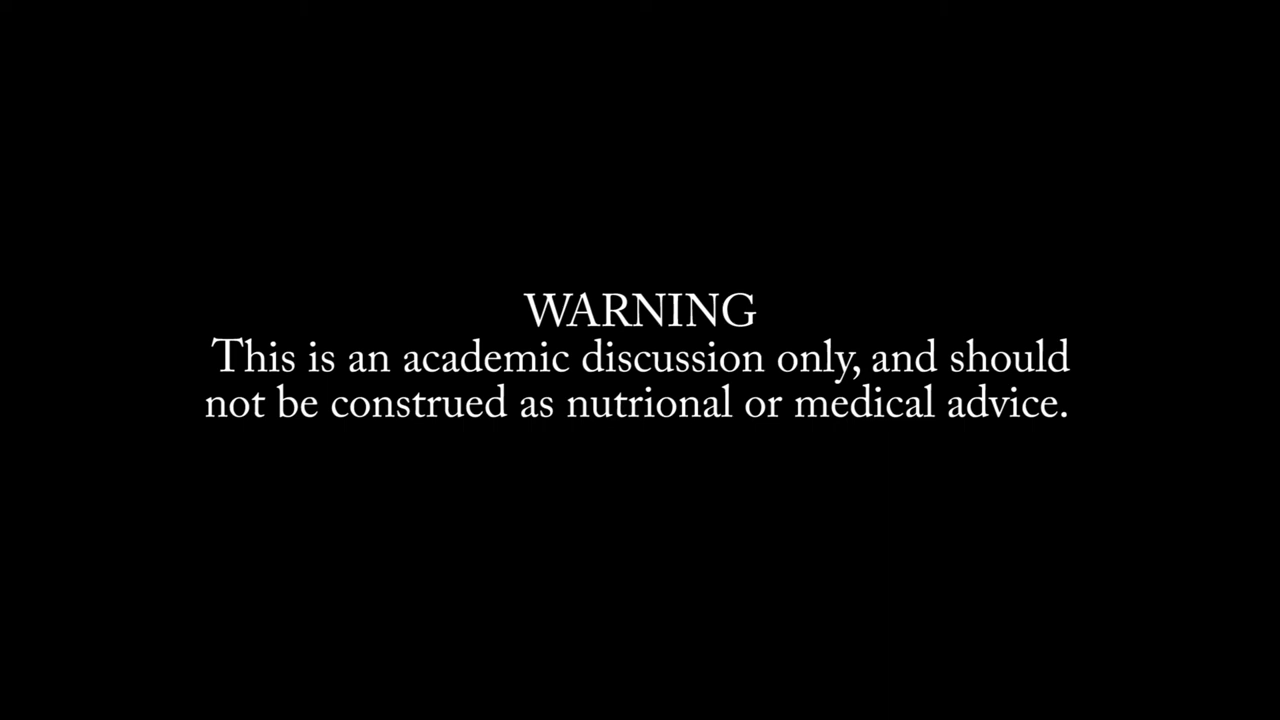 WARNING
This is an academic discussion only, and should
not be construed as nutrional or medical advice.